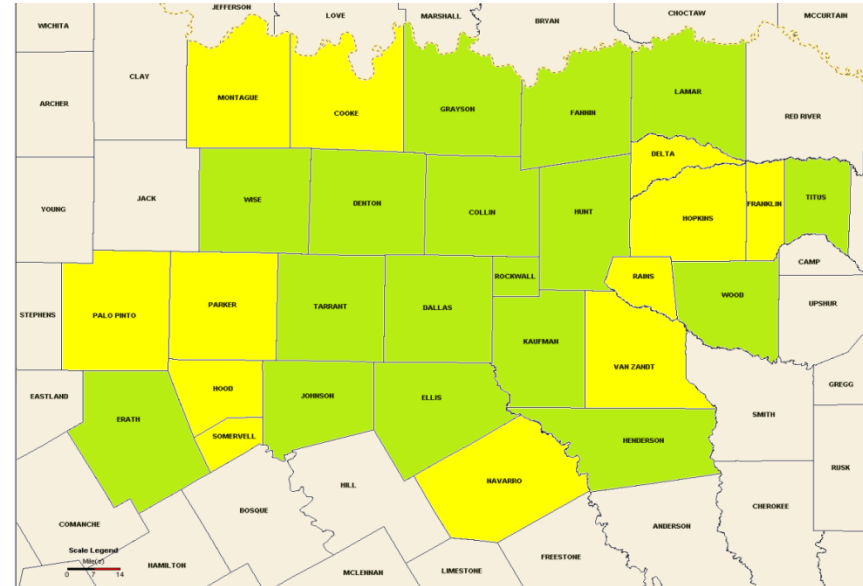 JEFFERSON
LOVE
MARSHALL
BRYAN
CHOCTAW
MCCURTAIN
WICHITA
CLAY
ARCHER
MONTAGUE
COOKE
GRAYSON
FANNIN
LAMAR
RED RIVER
DELTA
YOUNG
JACK
WISE
DENTON
COLLIN
HUNT
HOPKINS
FRANKLIN
TITUS
CAMP
STEPHENS
PALO PINTO
PARKER
TARRANT
DALLAS
ROCKWALL
RAINS
WOOD
UPSHUR
KAUFMAN
VAN ZANDT
EASTLAND
HOOD
JOHNSON
ELLIS
GREGG
ERATH
SOMERVELL
SMITH
HENDERSON
RUSK
HILL
NAVARRO
BOSQUE
CHEROKEE
COMANCHE
ANDERSON
Scale Legend
Mile(s)
0 7 14
HAMILTON
MCLENNAN
LIMESTONE
FREESTONE